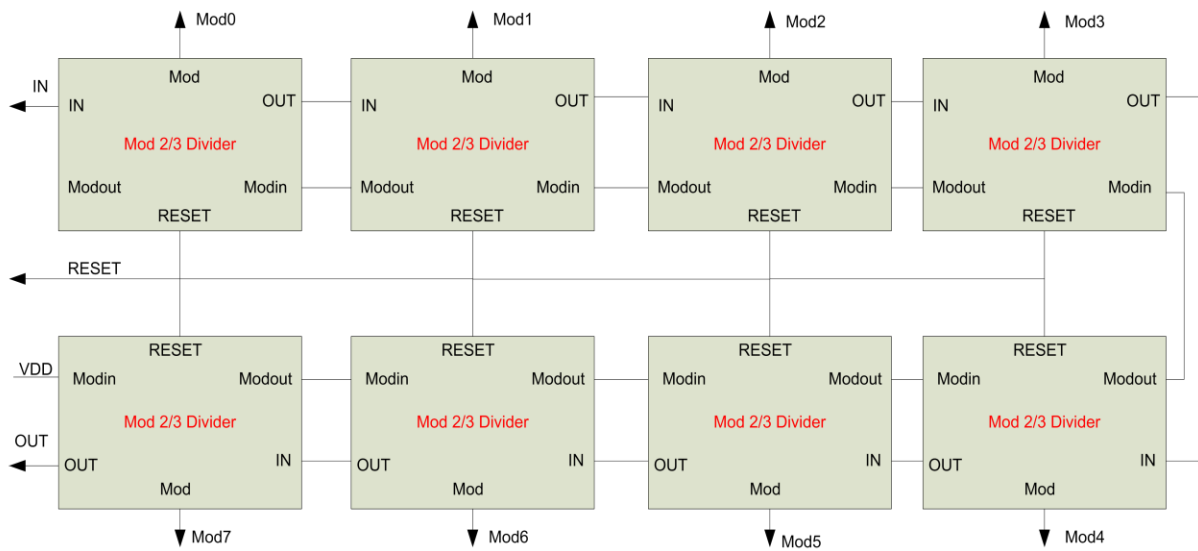 Mod0
Mod1
Mod2
Mod3
IN
Mod
IN
OUT
Mod 2/3 Divider
Modout
Modin
RESET
Mod
IN
OUT
Mod 2/3 Divider
Modout
Modin
RESET
Mod
IN
OUT
Mod 2/3 Divider
Modout
Modin
RESET
Mod
IN
OUT
Mod 2/3 Divider
Modout
Modin
RESET
RESET
VDD
OUT
RESET
Modin
Modout
Mod 2/3 Divider
OUT
IN
Mod
RESET
Modin
Modout
Mod 2/3 Divider
OUT
IN
Mod
RESET
Modin
Modout
Mod 2/3 Divider
OUT
IN
Mod
RESET
Modin
Modout
Mod 2/3 Divider
OUT
IN
Mod
Mod7
Mod6
Mod5
Mod4